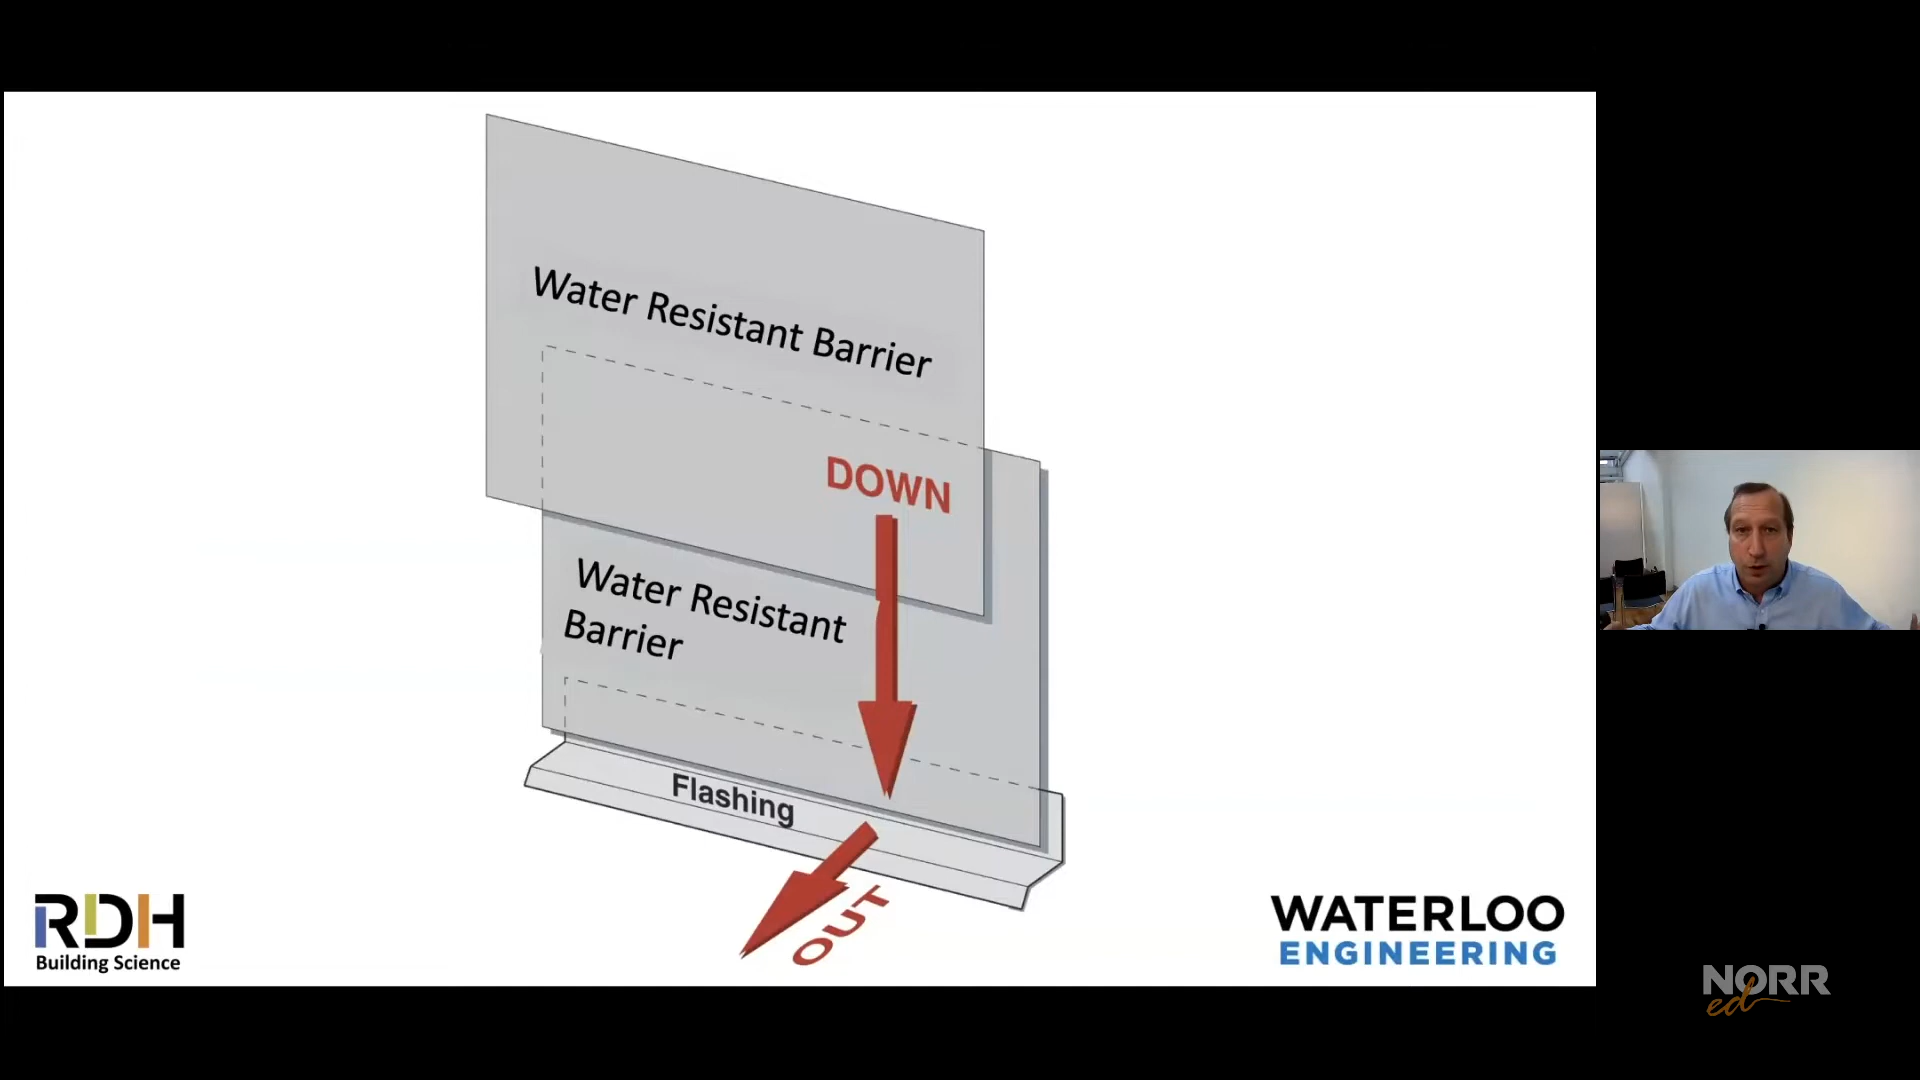 Water Resistant Barrier
DOWN
Water Resistant
Barrier
Flashing
OUT
RDH
Building Science
WATERLOO
ENGINEERING
NORR
ed